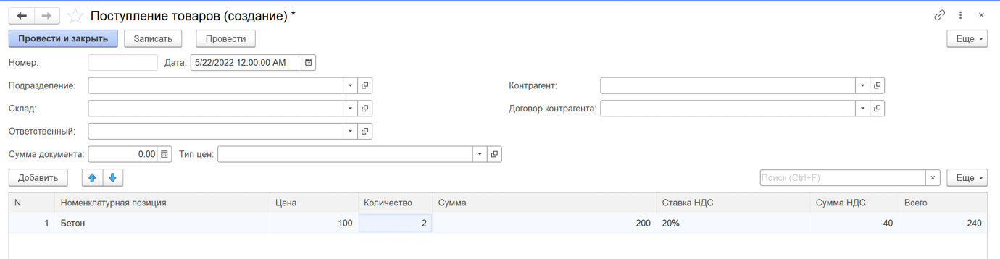 Поступление товаров (создание) *
Провести и закрыть Записать Провести Еще
Номер: Дата: 5/22/2022 12:00:00 AM
Подразделение: Контрагент:
Склад: Договор контрагента:
Ответственный:
Сумма документа: 0.00 Тип цен:
Добавить Поиск (Ctrl+F) × Еще
N Номенклатурная позиция Цена Количество Сумма Ставка НДС Сумма НДС Всего
1 Бетон 100 2 200 20% 40 240